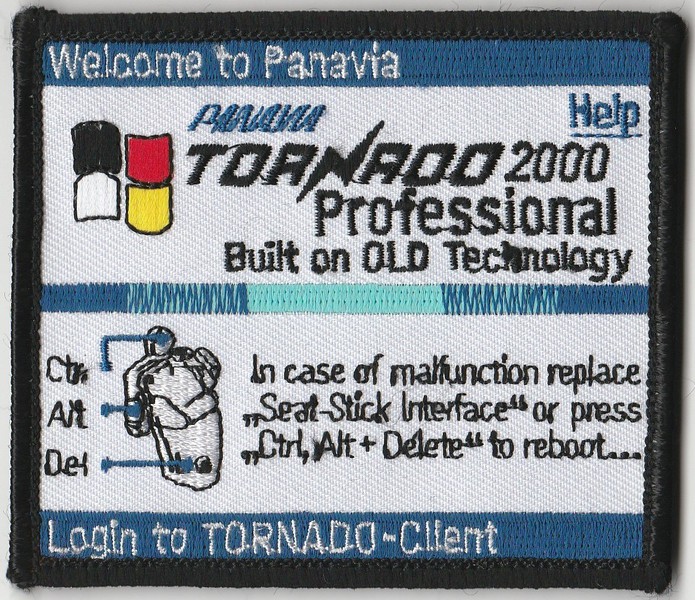 Welcome to Panavia
PANAVIA
Help
TORNADO 2000
Professional
Built on OLD Technology
Ctr.
Alt
Del
In case of malfunction replace
„Seat-Stick Interface“ or press
„Ctrl, Alt + Delete“ to reboot...
Login to TORNADO-Client